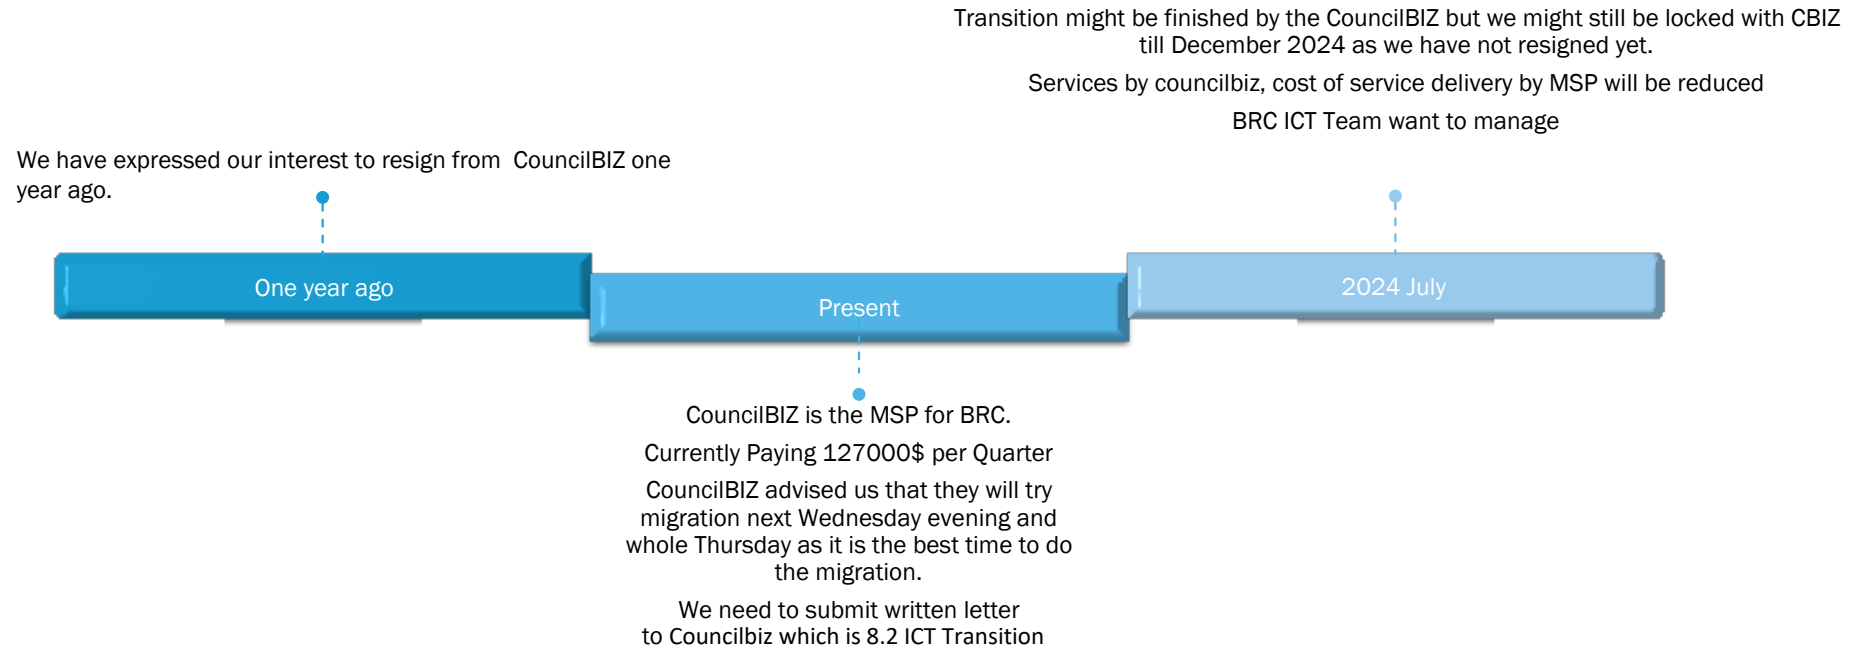 Transition might be finished by the CouncilBIZ but we might still be locked with CBIZ
till December 2024 as we have not resigned yet.
Services by councilbiz, cost of service delivery by MSP will be reduced
BRC ICT Team want to manage
We have expressed our interest to resign from  CouncilBIZ one
year ago.
One year ago
Present
2024 July
CouncilBIZ is the MSP for BRC.
Currently Paying 127000$ per Quarter
CouncilBIZ advised us that they will try
migration next Wednesday evening and
whole Thursday as it is the best time to do
the migration.
We need to submit written letter
to Councilbiz which is 8.2 ICT Transition